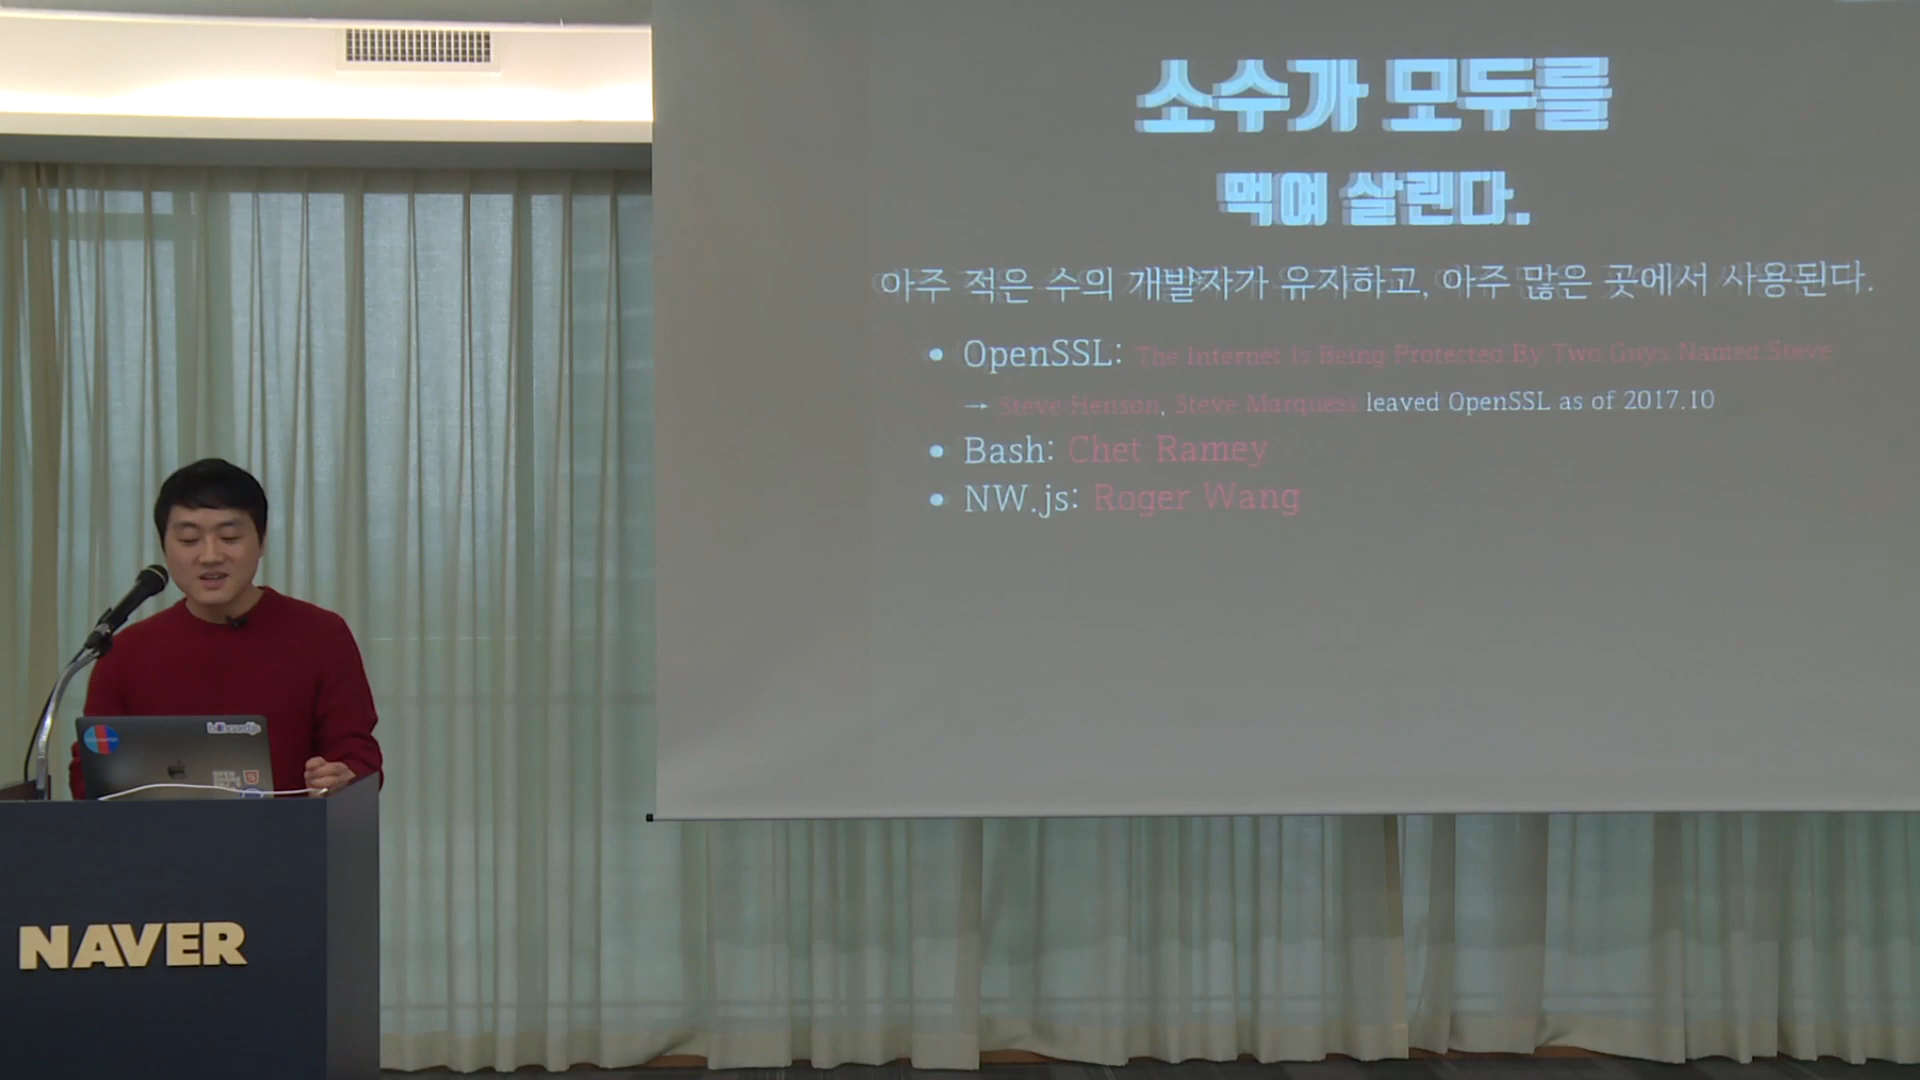 소수가 모두를
먹여 살린다.
아주 적은 수의 개발자가 유지하고, 아주 많은 곳에서 사용된다.
• OpenSSL: The Internet Is Being Protected By Two Guys Named Steve
→ Steve Henson, Steve Marquess leaved OpenSSL as of 2017.10
• Bash: Chet Ramey
• NW.js: Roger Wang
NAVER